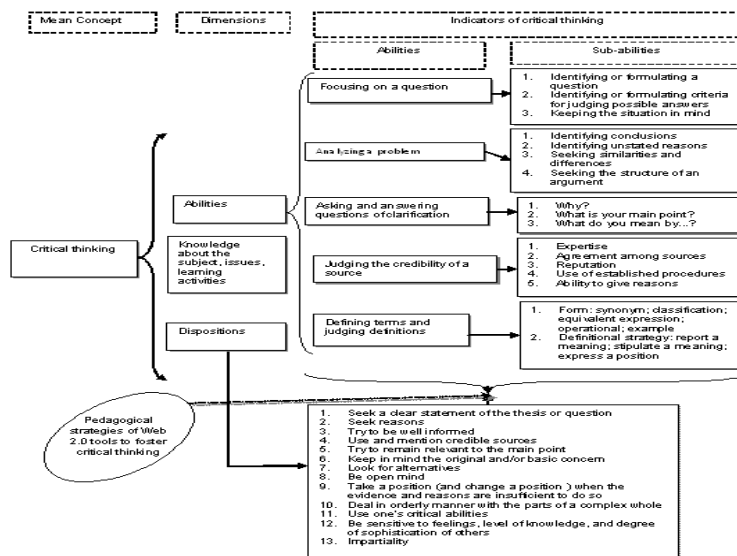 Mean Concept
Dimensions
Indicators of critical thinking
Abilities
Sub-abilities
Focusing on a question
1. Identifying or formulating a
question
2. Identifying or formulating criteria
for judging possible answers
3. Keeping the situation in mind
Analyzing a problem
1. Identifying conclusions
2. Identifying unstated reasons
3. Seeking similarities and
differences
4. Seeking the structure of an
argument
Abilities
Asking and answering
questions of clarification
1. Why?
2. What is your main point?
3. What do you mean by...?
Critical thinking
Knowledge
about the
subject, issues,
learning
activities
Judging the credibility of a
source
1. Expertise
2. Agreement among sources
3. Reputation
4. Use of established procedures
5. Ability to give reasons
Dispositions
Defining terms and
judging definitions
1. Form: synonym; classification;
equivalent expression;
operational; example
2. Definitional strategy: report a
meaning; stipulate a meaning;
express a position
Pedagogical
strategies of Web
2.0 tools to foster
critical thinking
1. Seek a clear statement of the thesis or question
2. Seek reasons
3. Try to be well informed
4. Use and mention credible sources
5. Try to remain relevant to the main point
6. Keep in mind the original and/or basic concern
7. Look for alternatives
8. Be open mind
9. Take a position (and change a position ) when the
evidence and reasons are insufficient to do so
10. Deal in orderly manner with the parts of a complex whole
11. Use one's critical abilities
12. Be sensitive to feelings, level of knowledge, and degree
of sophistication of others
13. Impartiality